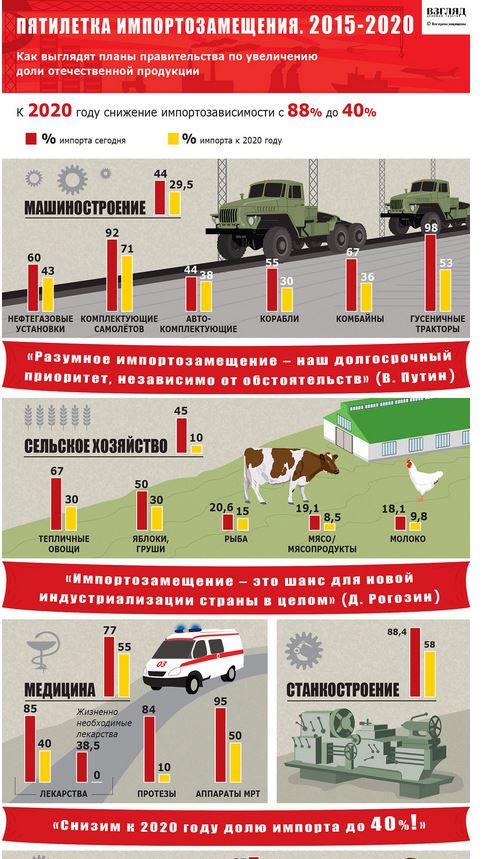 ПЯТИЛЕТКА ИМПОРТОЗАМЕЩЕНИЯ. 2015-2020
ВЗГЛЯД
Как выглядят планы правительства по увеличению
доли отечественной продукции
К 2020 году снижение импортозависимости с 88% до 40%
% импорта сегодня
% импорта к 2020 году
МАШИНОСТРОЕНИЕ
44 29,5
60 43
НЕФТЕГАЗОВЫЕ
УСТАНОВКИ
92 71
КОМПЛЕКТУЮЩИЕ
САМОЛЁТОВ
44 38
АВТО-
КОМПЛЕКТУЮЩИЕ
55 30
КОРАБЛИ
67 36
КОМБАЙНЫ
98 53
ГУСЕНИЧНЫЕ
ТРАКТОРЫ
«Разумное импортозамещение – наш долгосрочный
приоритет, независимо от обстоятельств» (В. Путин)
СЕЛЬСКОЕ ХОЗЯЙСТВО
45 10
67 30
ТЕПЛИЧНЫЕ
ОВОЩИ
50 30
ЯБЛОКИ,
ГРУШИ
20,6 15
РЫБА
19,1 8,5
МЯСО/
МЯСОПРОДУКТЫ
18,1 9,8
МОЛОКО
«Импортозамещение – это шанс для новой
индустриализации страны в целом» (Д. Рогозин)
МЕДИЦИНА
77 55
03
85 40
Жизненно
необходимые
лекарства
38,5 0
ЛЕКАРСТВА
84 10
ПРОТЕЗЫ
95 50
АППАРАТЫ МРТ
СТАНКОСТРОЕНИЕ
88,4 58
«Снизим к 2020 году долю импорта до 40%!»